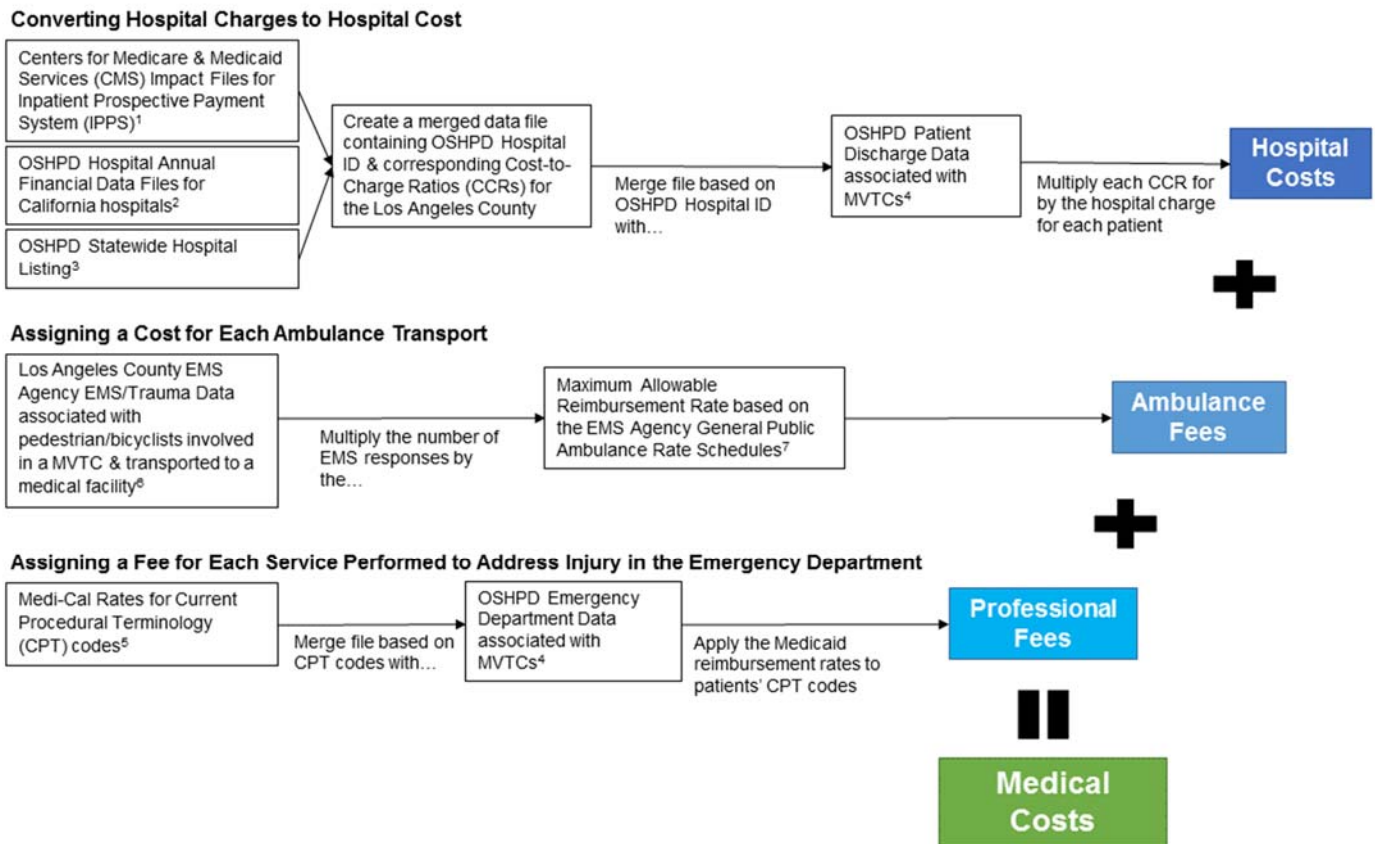 Converting Hospital Charges to Hospital Cost
Centers for Medicare & Medicaid
Services (CMS) Impact Files for
Inpatient Prospective Payment
System (IPPS)¹
OSHPD Hospital Annual
Financial Data Files for
California hospitals²
OSHPD Statewide Hospital
Listing³
Create a merged data file
containing OSHPD Hospital
ID & corresponding Cost-to-
Charge Ratios (CCRs) for
the Los Angeles County
Merge file based on
OSHPD Hospital ID
with…
OSHPD Patient
Discharge Data
associated with
MVTCs⁴
Multiply each CCR for
by the hospital charge
for each patient
Hospital
Costs
Assigning a Cost for Each Ambulance Transport
Los Angeles County EMS
Agency EMS/Trauma Data
associated with
pedestrian/bicyclists involved
in a MVTC & transported to a
medical facility⁶
Multiply the number of
EMS responses by
the…
Maximum Allowable
Reimbursement Rate based on
the EMS Agency General Public
Ambulance Rate Schedules⁷
Ambulance
Fees
Assigning a Fee for Each Service Performed to Address Injury in the Emergency Department
Medi-Cal Rates for Current
Procedural Terminology
(CPT) codes⁵
Merge file based on
CPT codes with…
OSHPD Emergency
Department Data
associated with
MVTCs⁴
Apply the Medicaid
reimbursement rates to
patients' CPT codes
Professional
Fees
Medical
Costs